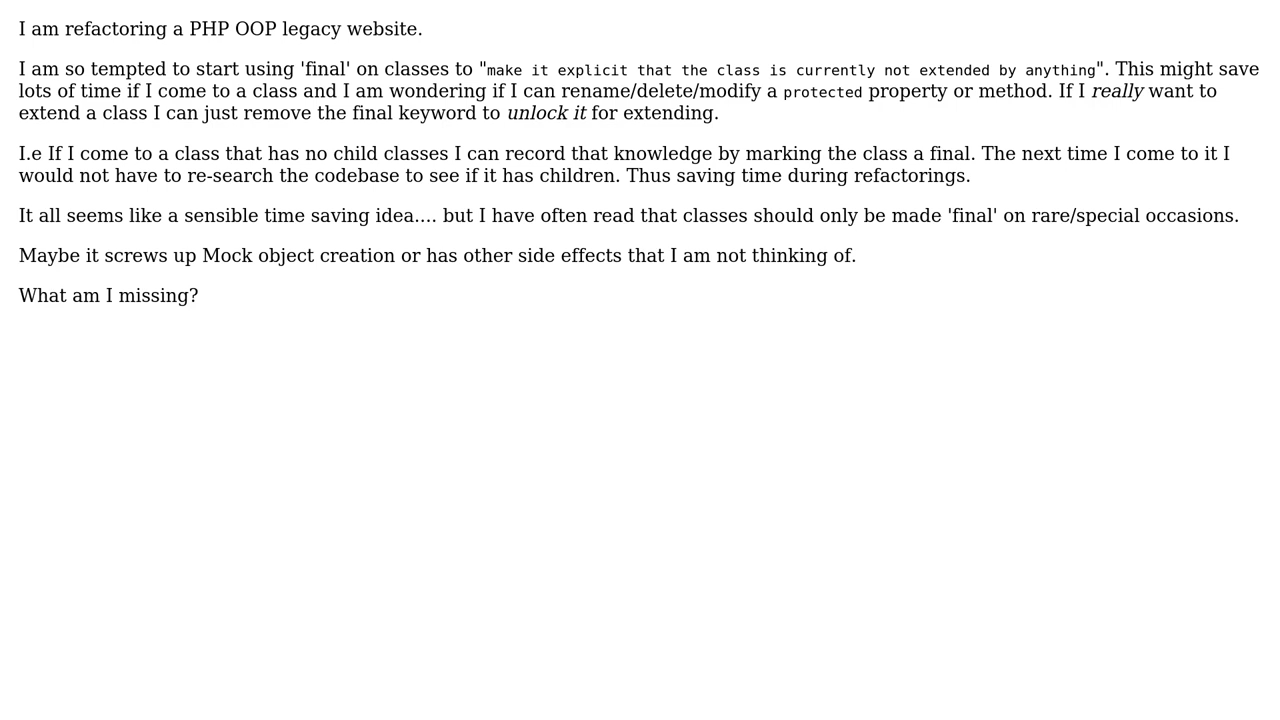 I am refactoring a PHP OOP legacy website.
I am so tempted to start using 'final' on classes to "make it explicit that the class is currently not extended by anything". This might save
lots of time if I come to a class and I am wondering if I can rename/delete/modify a protected property or method. If I really want to
extend a class I can just remove the final keyword to unlock it for extending.
I.e If I come to a class that has no child classes I can record that knowledge by marking the class a final. The next time I come to it I
would not have to re-search the codebase to see if it has children. Thus saving time during refactorings.
It all seems like a sensible time saving idea.... but I have often read that classes should only be made 'final' on rare/special occasions.
Maybe it screws up Mock object creation or has other side effects that I am not thinking of.
What am I missing?